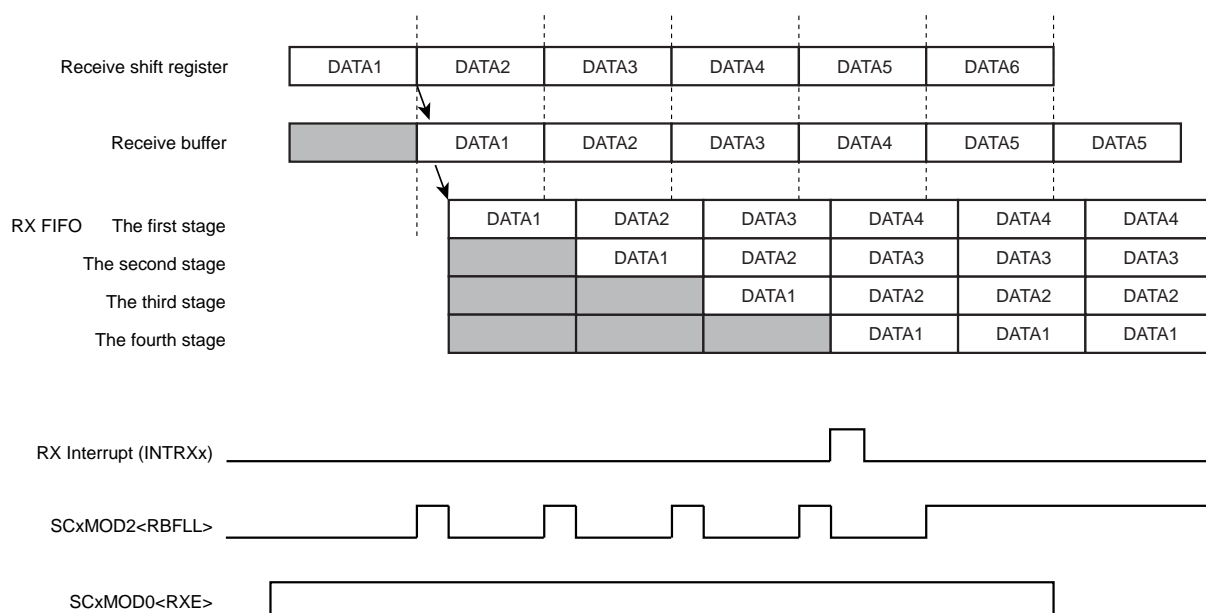 Receive shift register DATA1 DATA2 DATA3 DATA4 DATA5 DATA6
Receive buffer DATA1 DATA2 DATA3 DATA4 DATA5 DATA5
RX FIFO The first stage DATA1 DATA2 DATA3 DATA4 DATA4 DATA4
The second stage DATA1 DATA2 DATA3 DATA3 DATA3
The third stage DATA1 DATA2 DATA2 DATA2
The fourth stage DATA1 DATA1 DATA1
RX Interrupt (INTRXx)
SCxMOD2<RBFLL>
SCxMOD0<RXE>